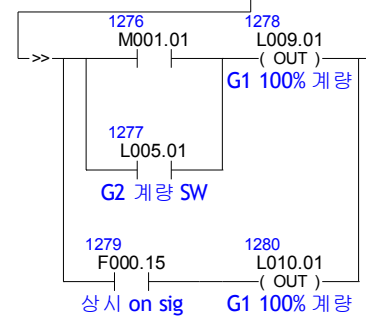 1276 1278
M001.01 L009.01
>> ( OUT )
G1 100% 계량
1277
L005.01
G2 계량 SW
1279 1280
F000.15 L010.01
( OUT )
상시 on sig G1 100% 계량